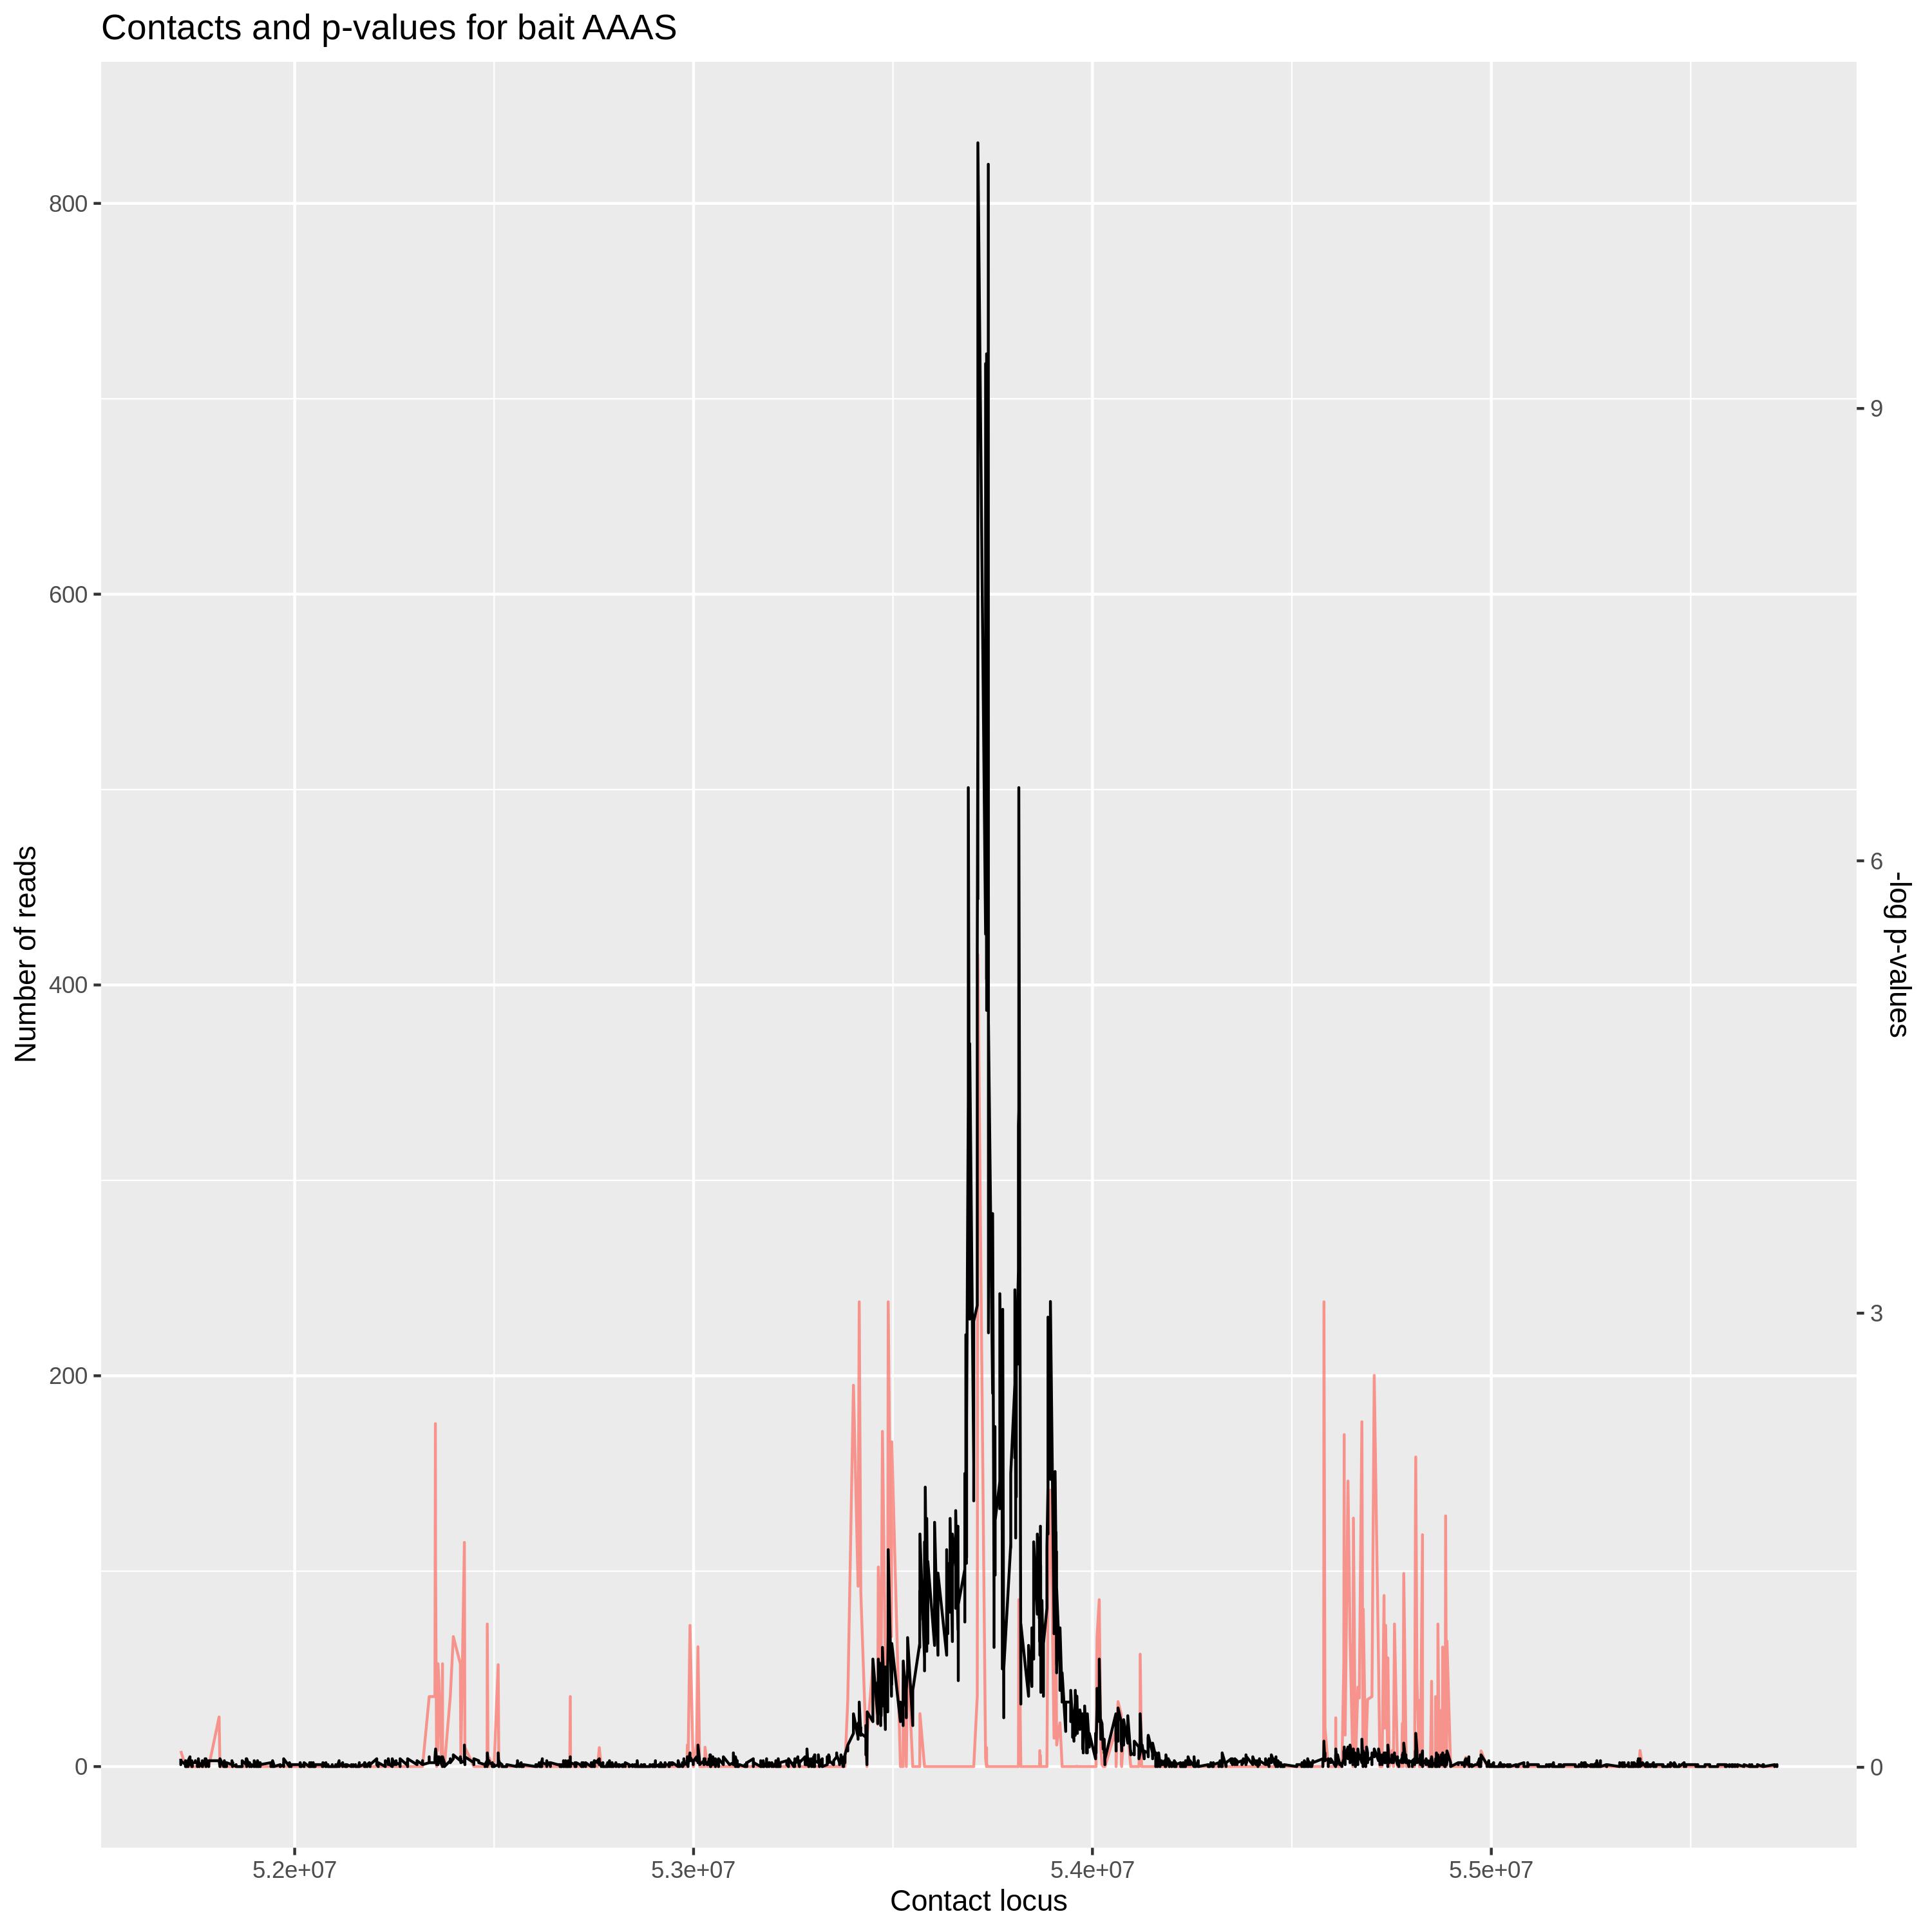 Contacts and p-values for bait AAAS
800
600
400
200
0
Number of reads
9
6
3
0
-log p-values
5.2e+07
5.3e+07
5.4e+07
5.5e+07
Contact locus